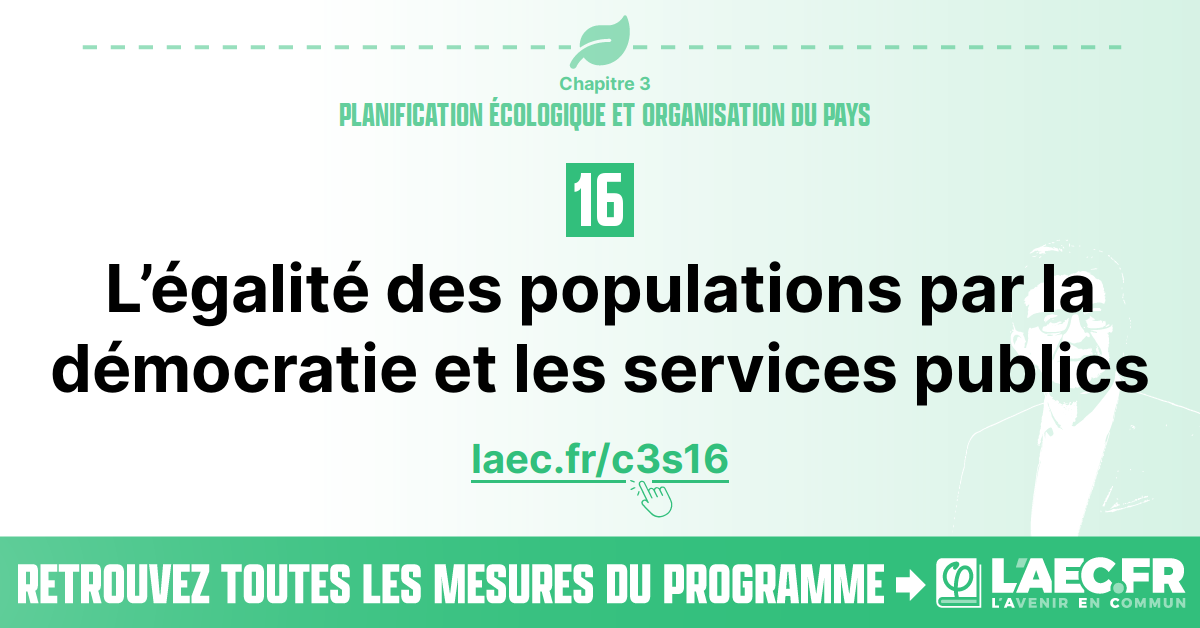 Chapitre 3
PLANIFICATION ÉCOLOGIQUE ET ORGANISATION DU PAYS
16
L’égalité des populations par la
démocratie et les services publics
laec.fr/c3s16
RETROUVEZ TOUTES LES MESURES DU PROGRAMME
φ L'AEC.FR
L'AVENIR EN COMMUN